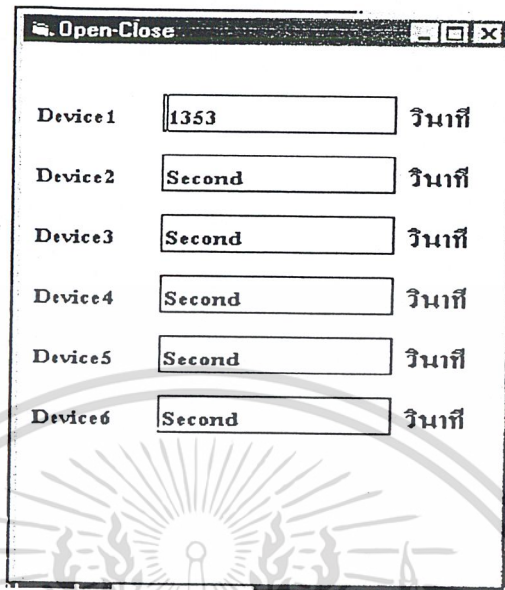 Open-Close
Device1 1353 วินาที
Device2 Second วินาที
Device3 Second วินาที
Device4 Second วินาที
Device5 Second วินาที
Device6 Second วินาที